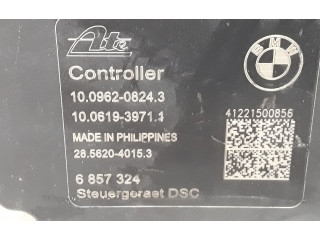 Ate
BMW
Controller
10.0962-0824.3
10.0619-3971.1
41221500856
MADE IN PHILIPPINES
28.5620-4015.3
6 857 324
Steuergeraet DSC